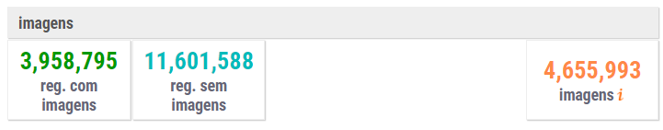 imagens
3,958,795
reg. com
imagens
11,601,588
reg. sem
imagens
4,655,993
imagens i